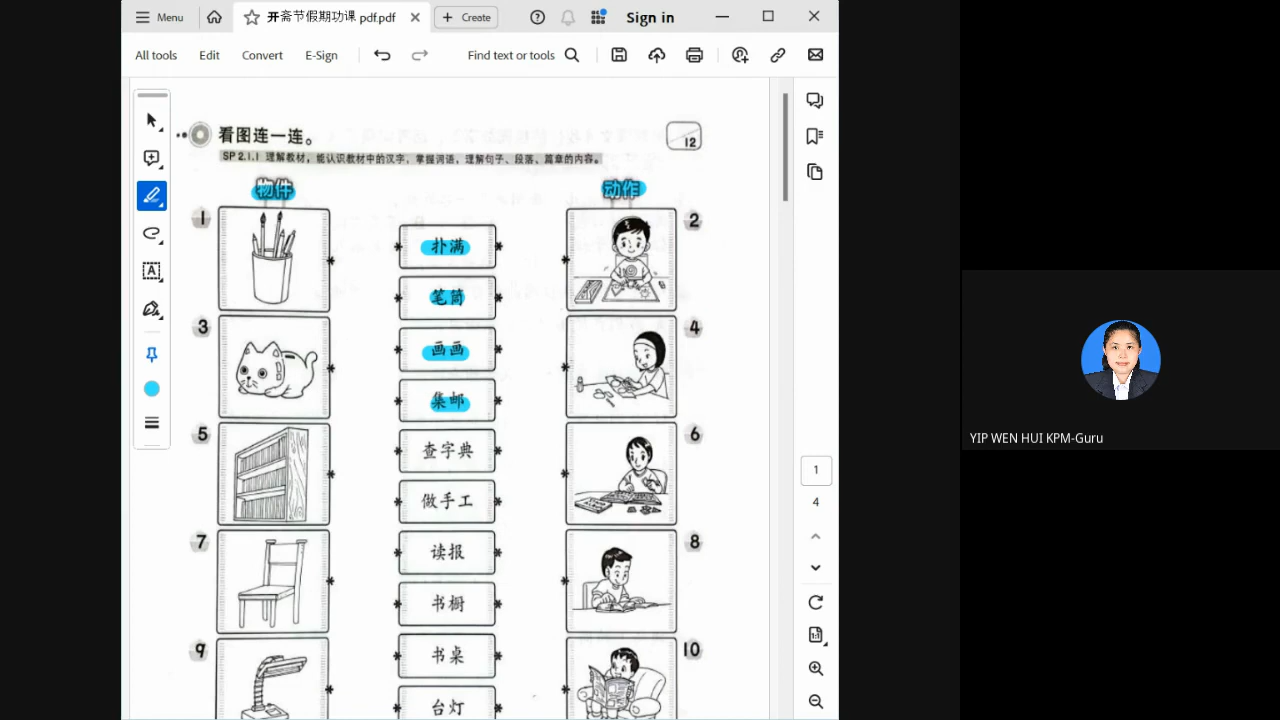 Menu
开斋节假期功课 pdf.pdf
Create
Sign in
All tools
Edit
Convert
E-Sign
Find text or tools
看图连一连。
12
SP 2.1.1 理解教材，能认识教材中的汉字，掌握词语，理解句子、段落、篇章的内容。
物件
动作
1
2
扑满
笔筒
3
4
画画
集邮
5
6
查字典
做手工
7
8
读报
书橱
9
10
书桌
台灯
1
4
YIP WEN HUI KPM-Guru